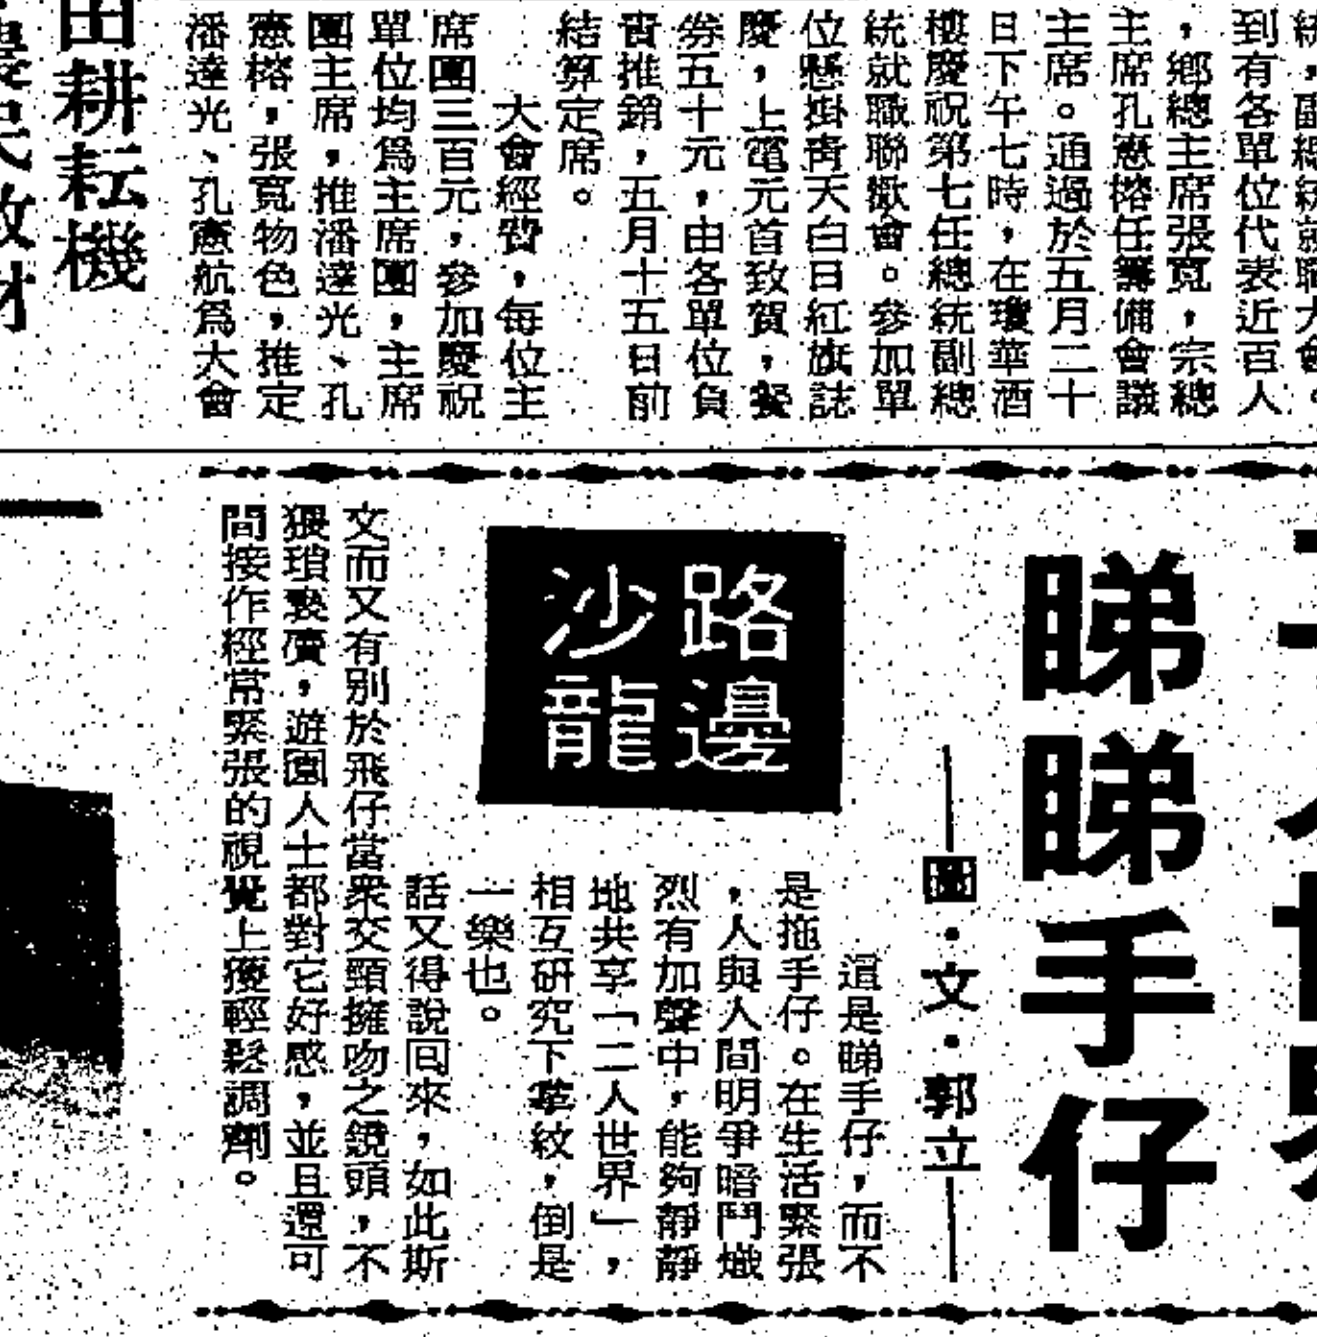 到有各單位代表近百人
，鄉總主席張寬，宗總
主席孔憲榕任籌備會議
主席。通過於五月二十
日下午七時，在瓊華酒
樓慶祝第七任總統副總
統就職聯歡會。參加單
位懸掛靑天白日紅旗誌
慶，上電元首致賀，餐
券五十元，由各單位負
責推銷，五月十五日前
結算定席。
大會經費，每位主
席團三百元，參加慶祝
單位均爲主席團，主席
團主席，推潘達光、孔
憲榕，張寬物色，推定
潘達光、孔憲航爲大會
田耕耘機
睇睇手仔
圖·文·郭立
路邊
沙龍
這是睇手仔，而不
是拖手仔。在生活緊張
，人與人間明爭暗鬥熾
烈有加聲中，能夠靜靜
地共享「二人世界」，
相互研究下掌紋，倒是
一樂也。
話又得說回來，如此斯
文而又有別於飛仔當衆交頸擁吻之鏡頭，不
猥瑣褻瀆，遊園人士都對它好感，並且還可
間接作經常緊張的視覺上獲輕鬆調劑。